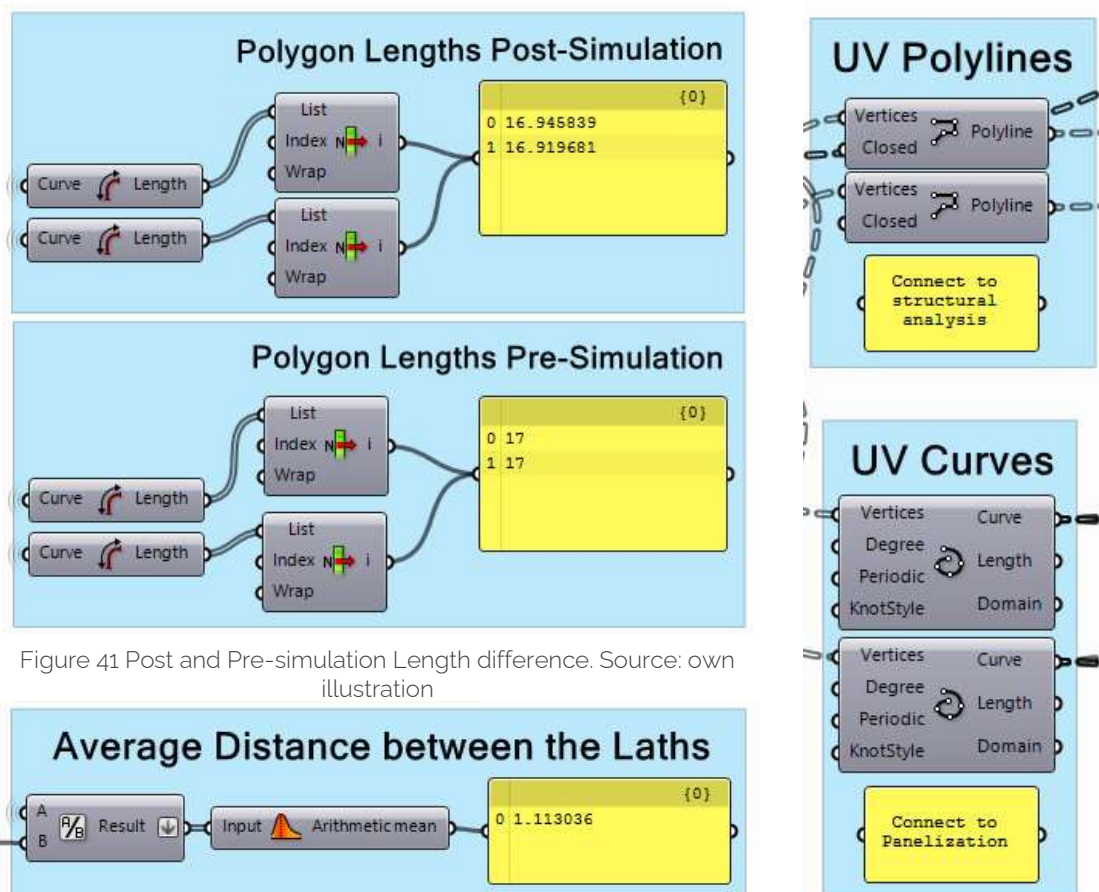 Polygon Lengths Post-Simulation
{0}
0 16.945839
1 16.919681
List
Index N i
Wrap
Curve Length
List
Index N i
Wrap
Curve Length
Polygon Lengths Pre-Simulation
{0}
0 17
1 17
List
Index N i
Wrap
Curve Length
List
Index N i
Wrap
Curve Length
Figure 41 Post and Pre-simulation Length difference. Source: own
illustration
Average Distance between the Laths
A
B
A/B Result
Input Arithmetic mean
{0}
0 1.113036
UV Polylines
Vertices Polyline
Closed
Vertices Polyline
Closed
Connect to
structural
analysis
UV Curves
Vertices Curve
Degree Length
Periodic
KnotStyle Domain
Vertices Curve
Degree Length
Periodic
KnotStyle Domain
Connect to
Panelization